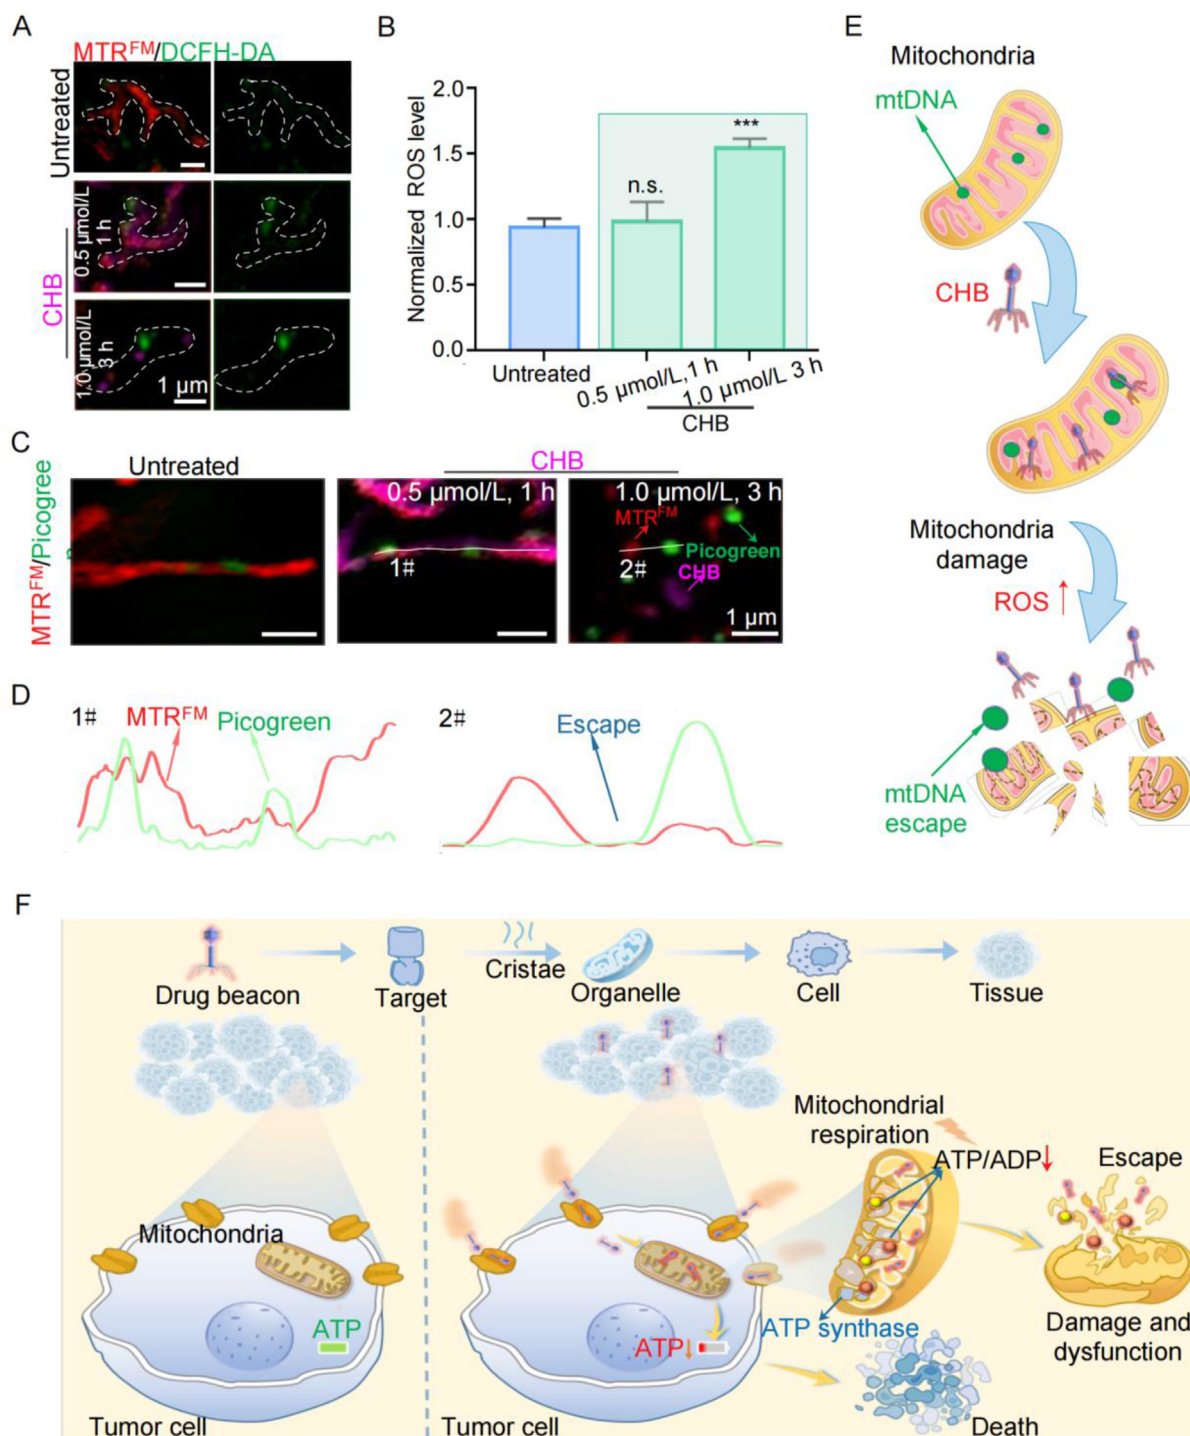 A
MTRFM/DCFH-DA
Untreated
CHB
0.5 µmol/L
1 h
1.0 µmol/L
3 h
1 µm
B
Normalized ROS level
2.0
1.5
1.0
0.5
0.0
n.s.
***
Untreated
0.5 µmol/L,1 h
1.0 µmol/L 3 h
CHB
C
Untreated
CHB
MTRFM/Picogree
0.5 µmol/L, 1 h
1#
1.0 µmol/L, 3 h
MTRFM
Picogreen
2#
CHB
1 µm
D
1#
MTRFM
Picogreen
2#
Escape
E
Mitochondria
mtDNA
CHB
Mitochondria
damage
ROS
mtDNA
escape
F
Drug beacon
Target
Cristae
Organelle
Cell
Tissue
Mitochondria
ATP
Tumor cell
ATP
Tumor cell
Mitochondrial
respiration
ATP/ADP
Escape
ATP synthase
Damage and
dysfunction
Death